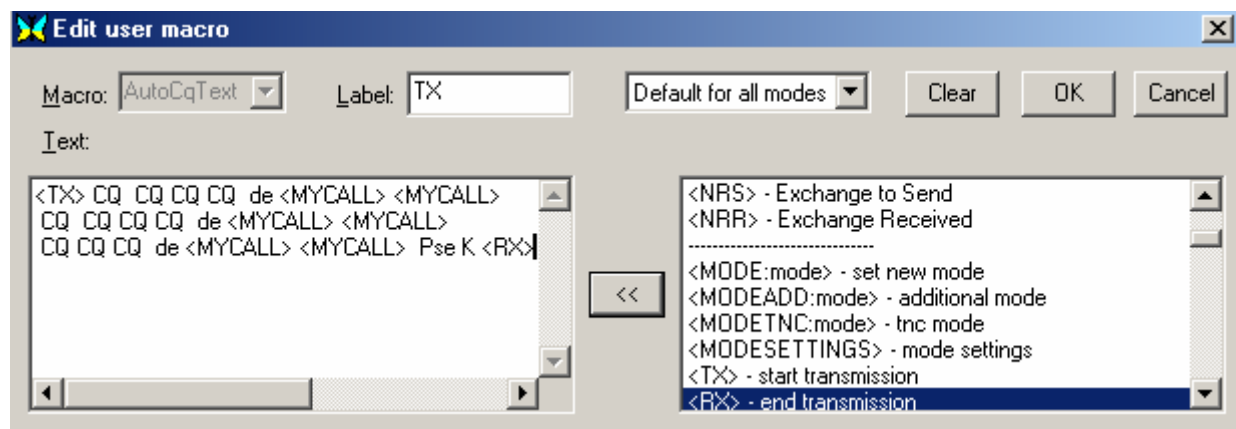 Edit user macro
Macro: AutoCqText Label: TX Default for all modes Clear OK Cancel
Text:
<TX> CQ  CQ CQ CQ  de <MYCALL> <MYCALL>
CQ  CQ CQ CQ  de <MYCALL> <MYCALL>
CQ CQ CQ  de <MYCALL> <MYCALL>  Pse K <RX>
<<
<NRS> - Exchange to Send
<NRR> - Exchange Received
-------------------------------
<MODE:mode> - set new mode
<MODEADD:mode> - additional mode
<MODETNC:mode> - tnc mode
<MODESETTINGS> - mode settings
<TX> - start transmission
<RX> - end transmission